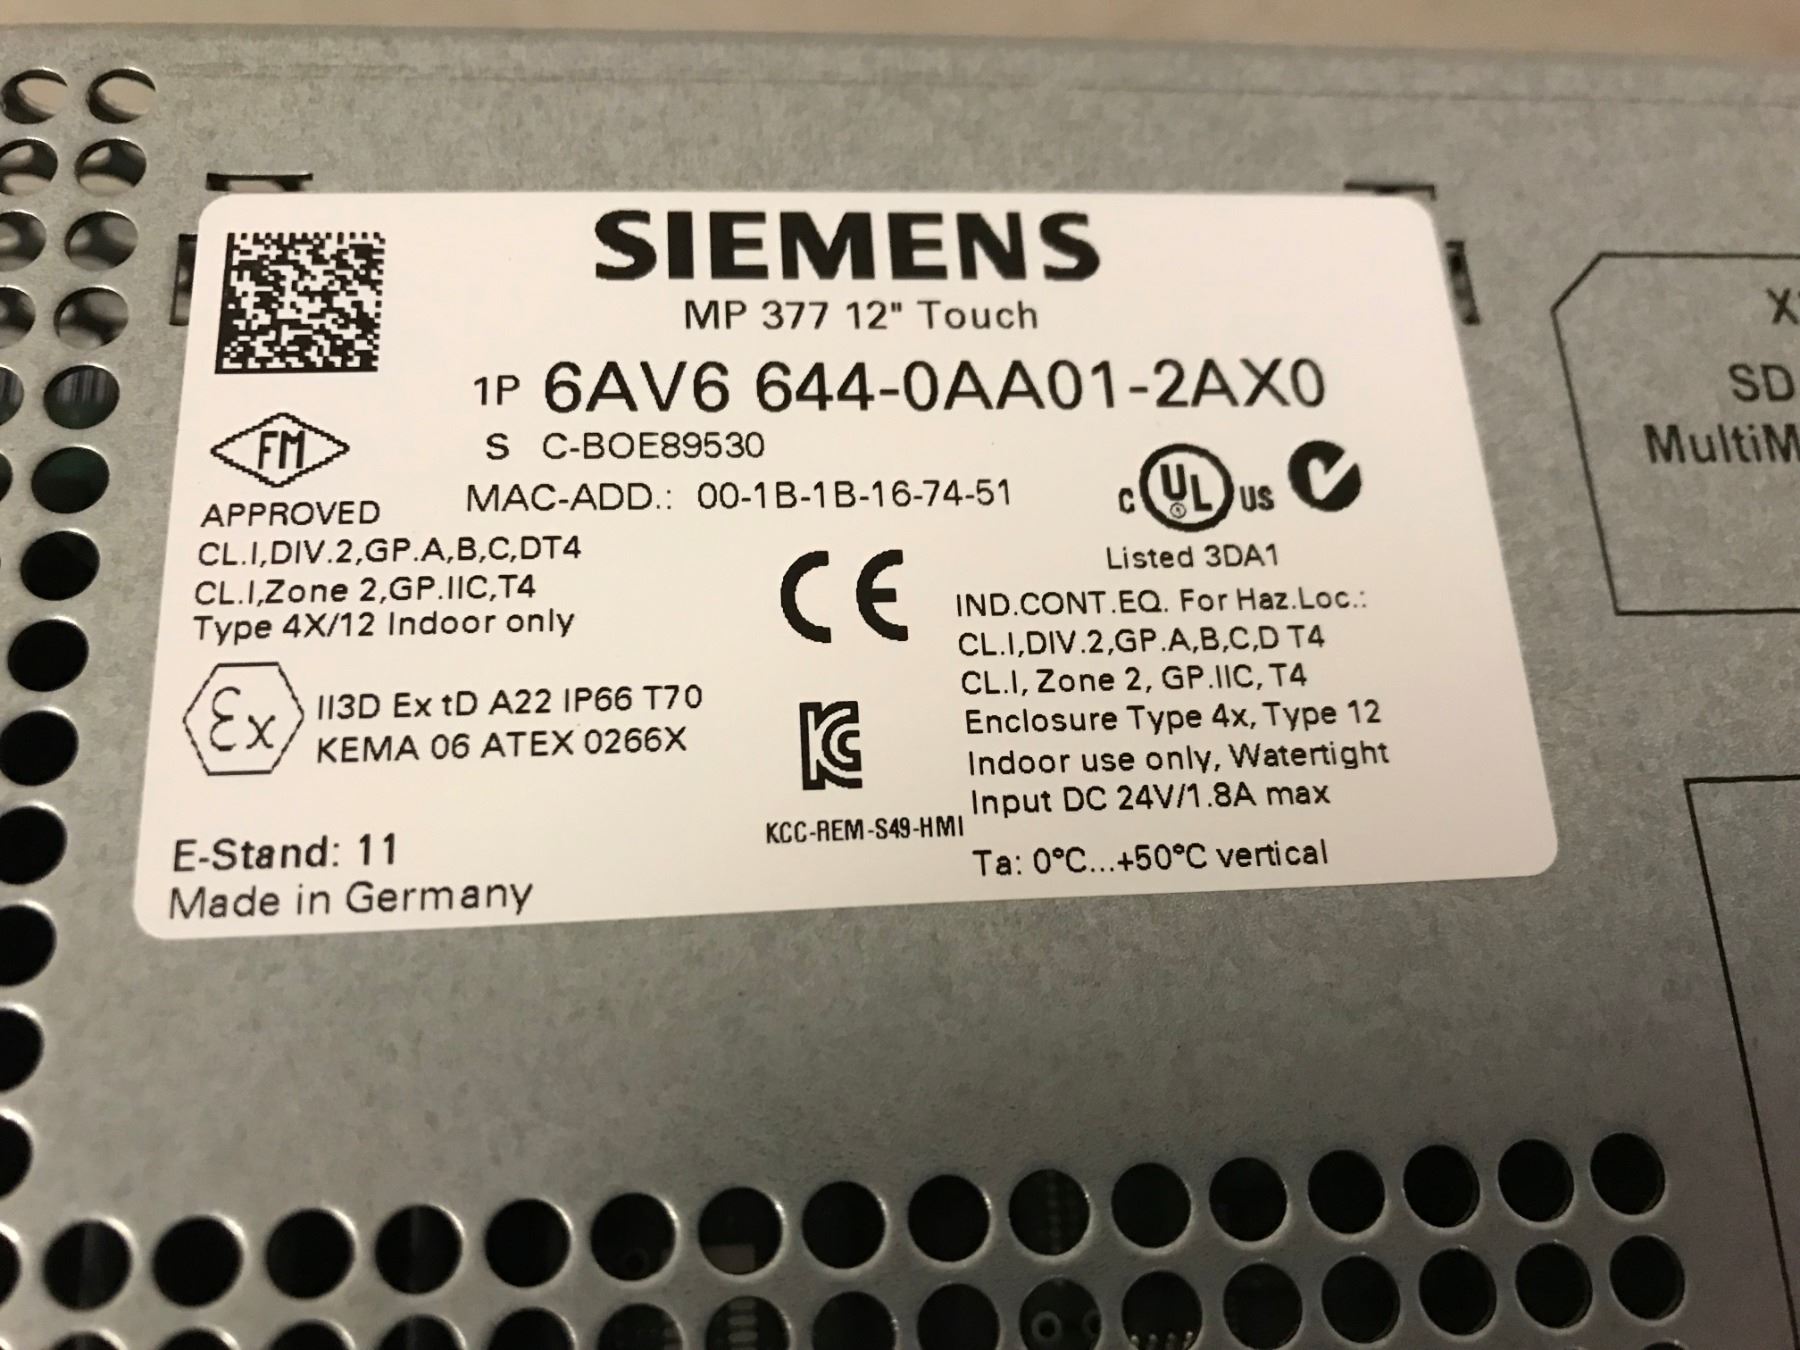 SIEMENS
MP 377 12" Touch
1P 6AV6 644-0AA01-2AX0
S C-BOE89530
MAC-ADD.: 00-1B-1B-16-74-51
FM
APPROVED
CL.I,DIV.2,GP.A,B,C,DT4
CL.I,Zone 2,GP.IIC,T4
Type 4X/12 Indoor only
Ex
II3D Ex tD A22 IP66 T70
KEMA 06 ATEX 0266X
E-Stand: 11
Made in Germany
CE
KC
KCC-REM-S49-HMI
C UL US
Listed 3DA1
IND.CONT.EQ. For Haz.Loc.:
CL.I,DIV.2,GP.A,B,C,D T4
CL.I, Zone 2, GP.IIC, T4
Enclosure Type 4x, Type 12
Indoor use only, Watertight
Input DC 24V/1.8A max
Ta: 0°C...+50°C vertical
SD
MultiM